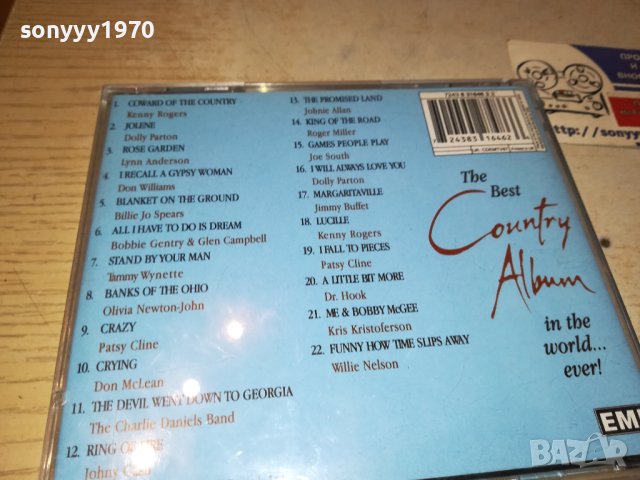 sonyyy1970
1. COWARD OF THE COUNTRY
Kenny Rogers
2. JOLENE
Dolly Parton
3. ROSE GARDEN
Lynn Anderson
4. I RECALL A GYPSY WOMAN
Don Williams
5. BLANKET ON THE GROUND
Billie Jo Spears
6. ALL I HAVE TO DO IS DREAM
Bobbie Gentry & Glen Campbell
7. STAND BY YOUR MAN
Tammy Wynette
8. BANKS OF THE OHIO
Olivia Newton-John
9. CRAZY
Patsy Cline
10. CRYING
Don McLean
11. THE DEVIL WENT DOWN TO GEORGIA
The Charlie Daniels Band
12. RING OF FIRE
Johny Cash
13. THE PROMISED LAND
Johnie Allan
14. KING OF THE ROAD
Roger Miller
15. GAMES PEOPLE PLAY
Joe South
16. I WILL ALWAYS LOVE YOU
Dolly Parton
17. MARGARITAVILLE
Jimmy Buffet
18. LUCILLE
Kenny Rogers
19. I FALL TO PIECES
Patsy Cline
20. A LITTLE BIT MORE
Dr. Hook
21. ME & BOBBY McGEE
Kris Kristoferson
22. FUNNY HOW TIME SLIPS AWAY
Willie Nelson
7 24383 16462
The
Best
Country
Album
in the
world...
ever!
EMI
http://sonyy
BAZAR